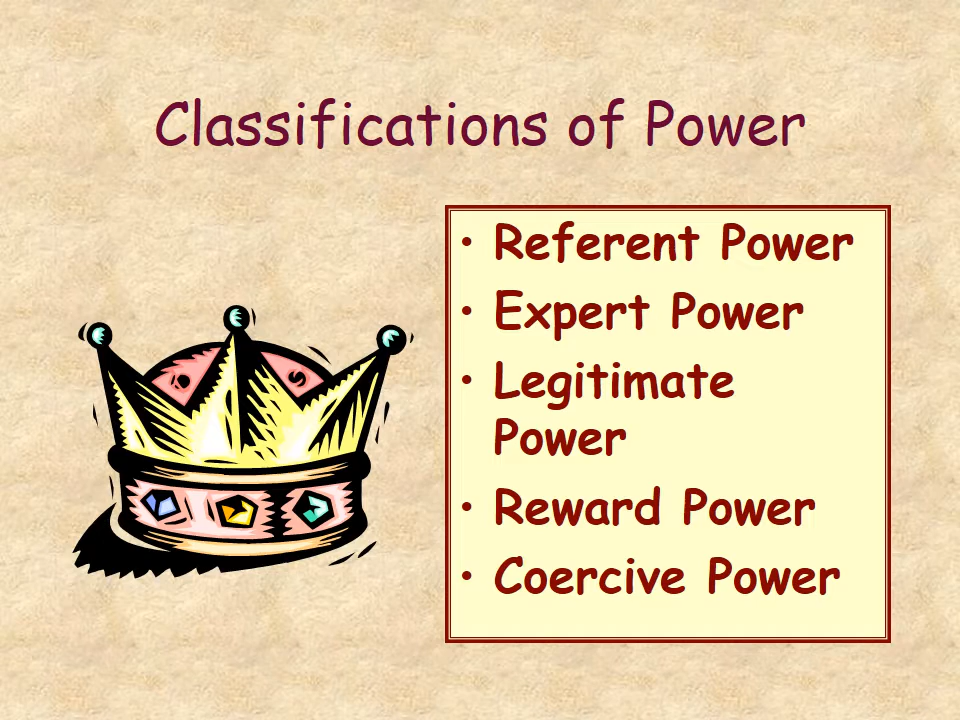 Classifications of Power
• Referent Power
• Expert Power
• Legitimate
Power
• Reward Power
• Coercive Power